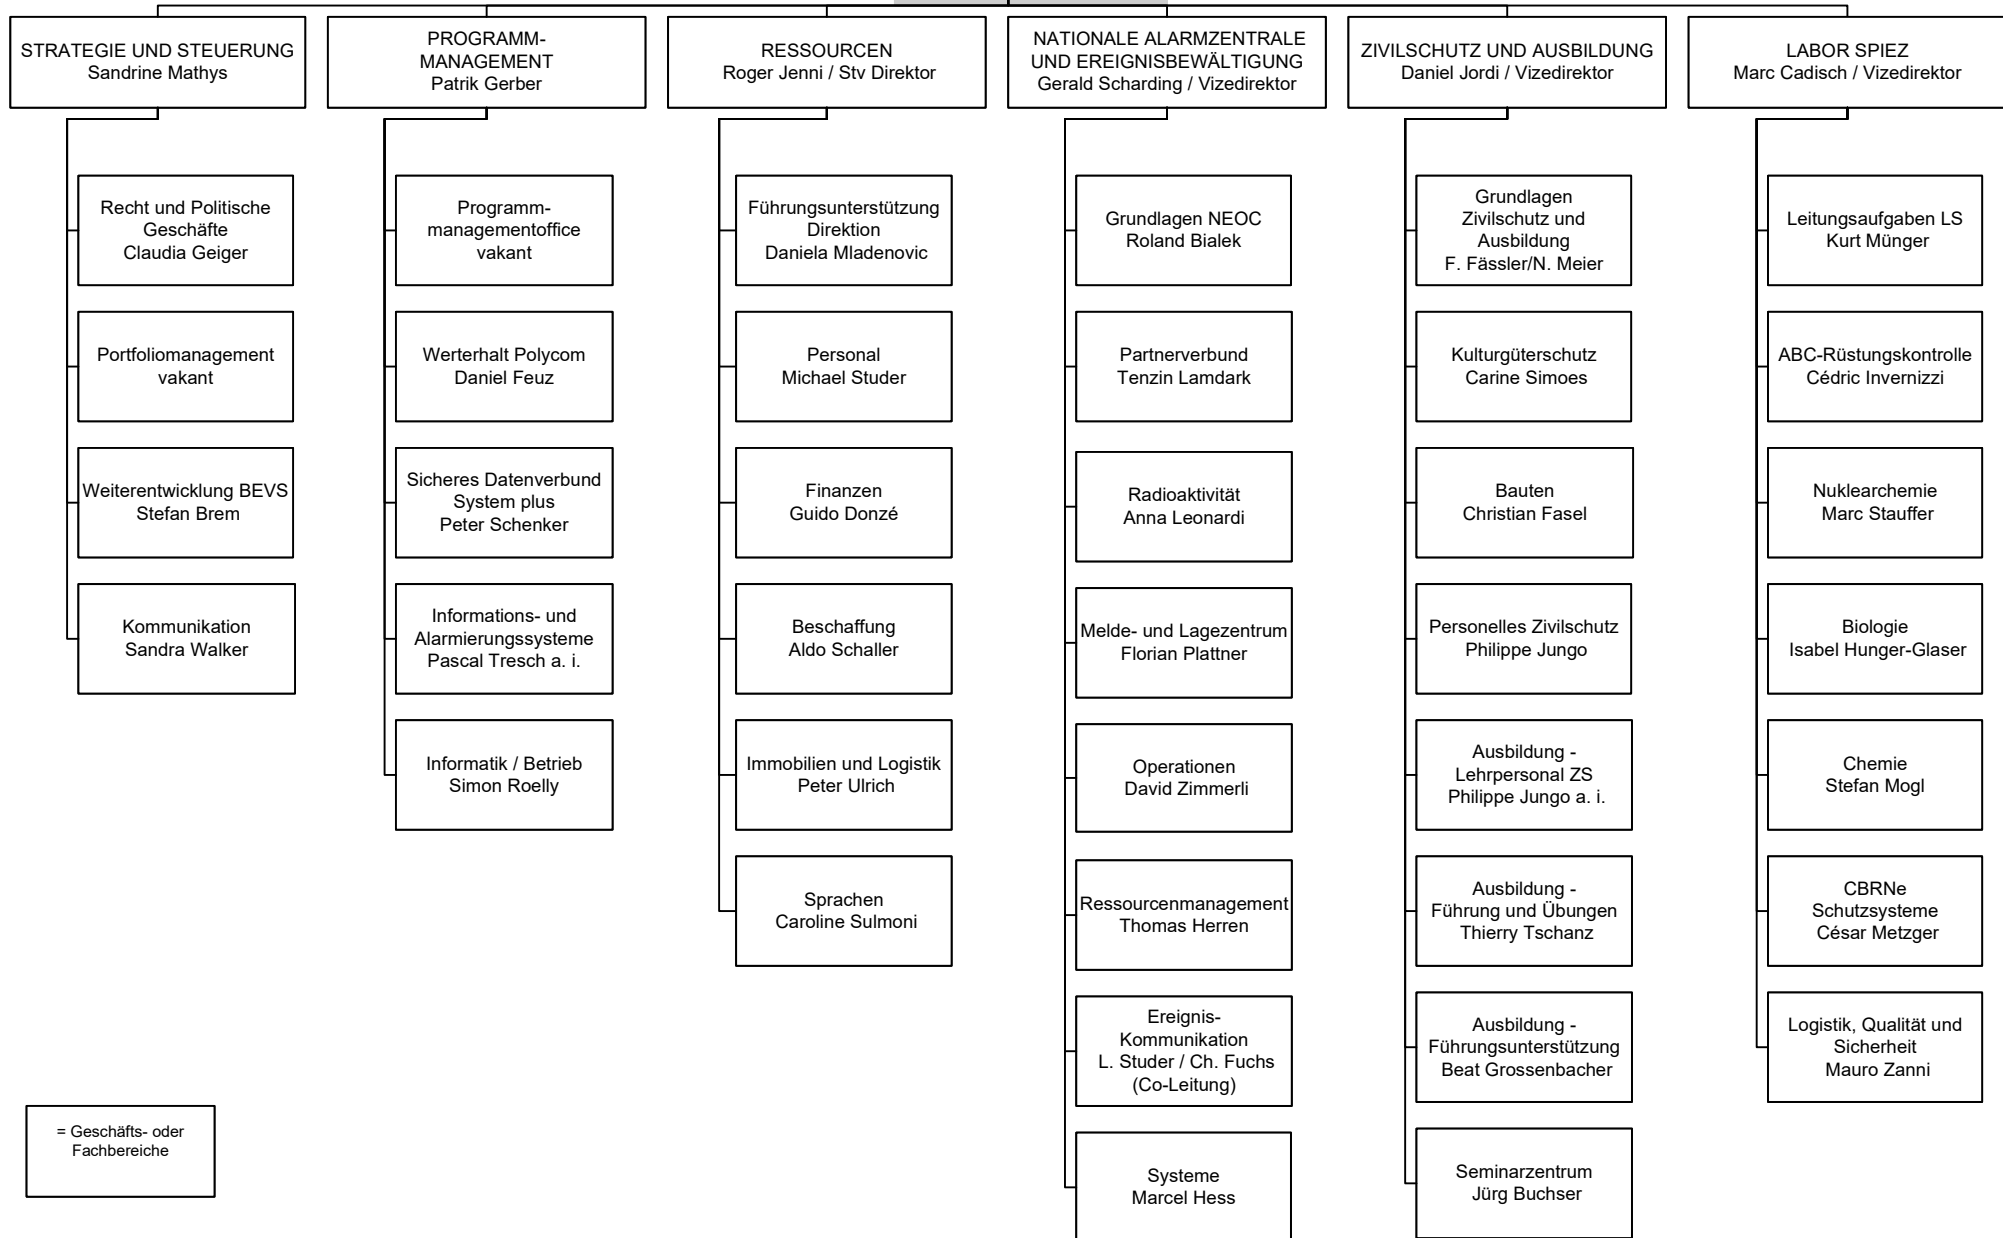 STRATEGIE UND STEUERUNG
Sandrine Mathys
PROGRAMM-
MANAGEMENT
Patrik Gerber
RESSOURCEN
Roger Jenni / Stv Direktor
NATIONALE ALARMZENTRALE
UND EREIGNISBEWÄLTIGUNG
Gerald Scharding / Vizedirektor
ZIVILSCHUTZ UND AUSBILDUNG
Daniel Jordi / Vizedirektor
LABOR SPIEZ
Marc Cadisch / Vizedirektor
Recht und Politische
Geschäfte
Claudia Geiger
Portfoliomanagement
vakant
Weiterentwicklung BEVS
Stefan Brem
Kommunikation
Sandra Walker
Programm-
managementoffice
vakant
Werterhalt Polycom
Daniel Feuz
Sicheres Datenverbund
System plus
Peter Schenker
Informations- und
Alarmierungssysteme
Pascal Tresch a. i.
Informatik / Betrieb
Simon Roelly
Führungsunterstützung
Direktion
Daniela Mladenovic
Personal
Michael Studer
Finanzen
Guido Donzé
Beschaffung
Aldo Schaller
Immobilien und Logistik
Peter Ulrich
Sprachen
Caroline Sulmoni
Grundlagen NEOC
Roland Bialek
Partnerverbund
Tenzin Lamdark
Radioaktivität
Anna Leonardi
Melde- und Lagezentrum
Florian Plattner
Operationen
David Zimmerli
Ressourcenmanagement
Thomas Herren
Ereignis-
Kommunikation
L. Studer / Ch. Fuchs
(Co-Leitung)
Systeme
Marcel Hess
Grundlagen
Zivilschutz und
Ausbildung
F. Fässler/N. Meier
Kulturgüterschutz
Carine Simoes
Bauten
Christian Fasel
Personelles Zivilschutz
Philippe Jungo
Ausbildung -
Lehrpersonal ZS
Philippe Jungo a. i.
Ausbildung -
Führung und Übungen
Thierry Tschanz
Ausbildung -
Führungsunterstützung
Beat Grossenbacher
Seminarzentrum
Jürg Buchser
Leitungsaufgaben LS
Kurt Münger
ABC-Rüstungskontrolle
Cédric Invernizzi
Nuklearchemie
Marc Stauffer
Biologie
Isabel Hunger-Glaser
Chemie
Stefan Mogl
CBRNe
Schutzsysteme
César Metzger
Logistik, Qualität und
Sicherheit
Mauro Zanni
= Geschäfts- oder
Fachbereiche